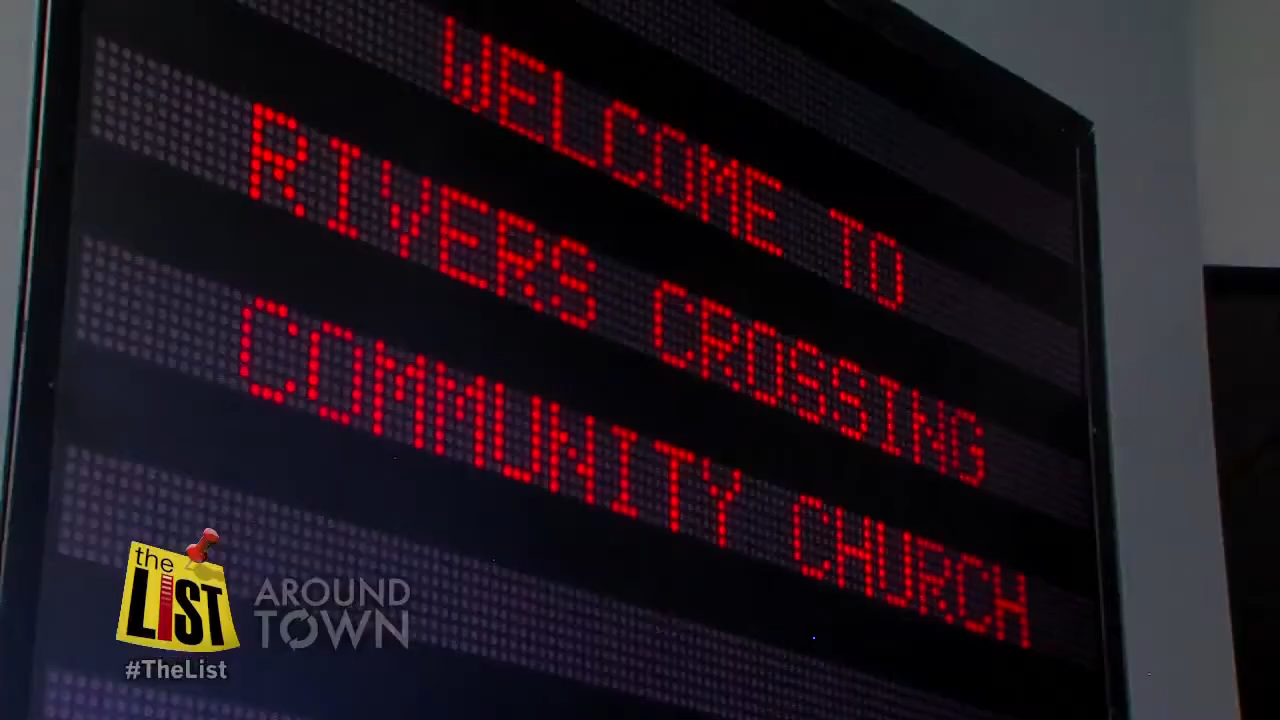 WELCOME TO
RIVERS CROSSING
COMMUNITY CHURCH
the
LIST
AROUND
TOWN
#TheList